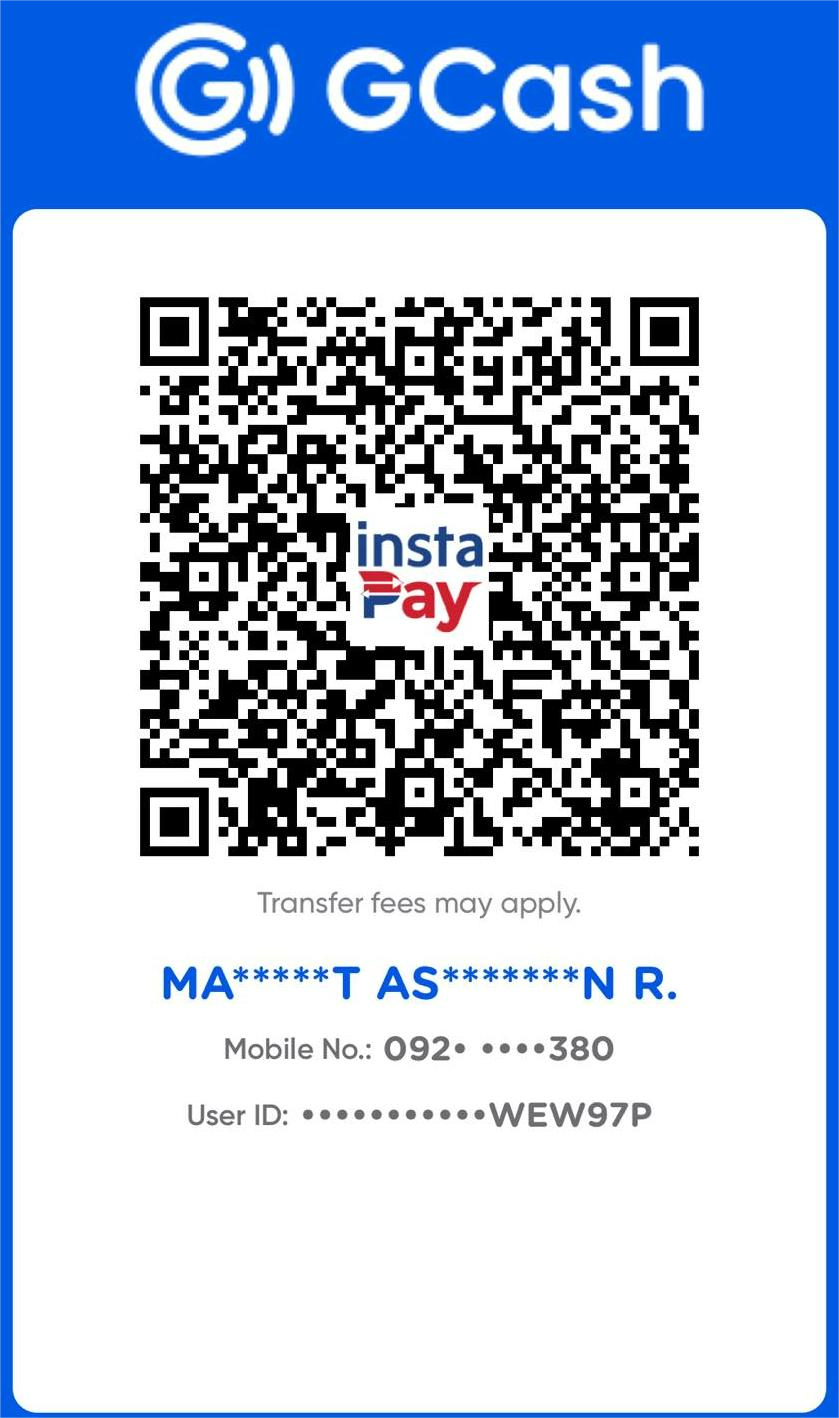 GCash
insta
Pay
Transfer fees may apply.
MA*****T AS*******N R.
Mobile No.: 092• ••••380
User ID: •••••••••••WEW97P